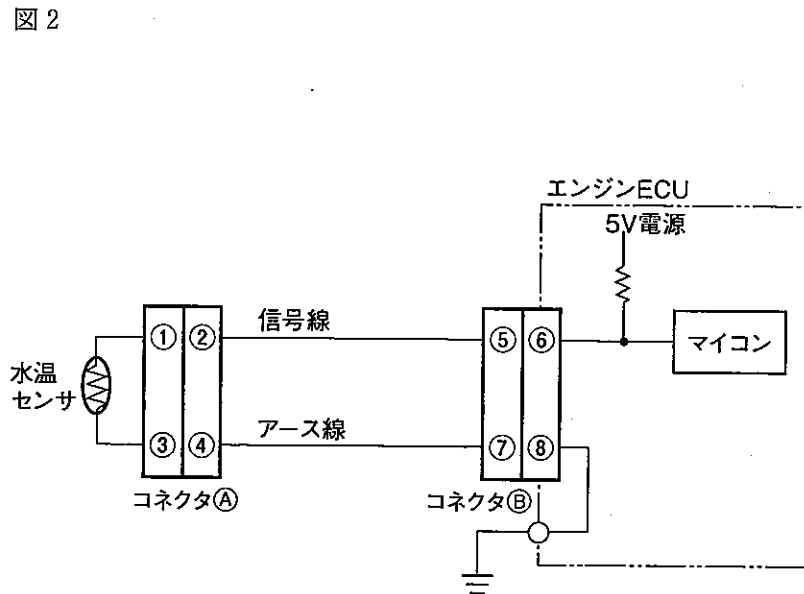 図2
エンジンECU
5V電源
① ② 信号線 ⑤ ⑥ マイコン
水温
センサ
③ ④ アース線 ⑦ ⑧
コネクタⒶ コネクタⒷ